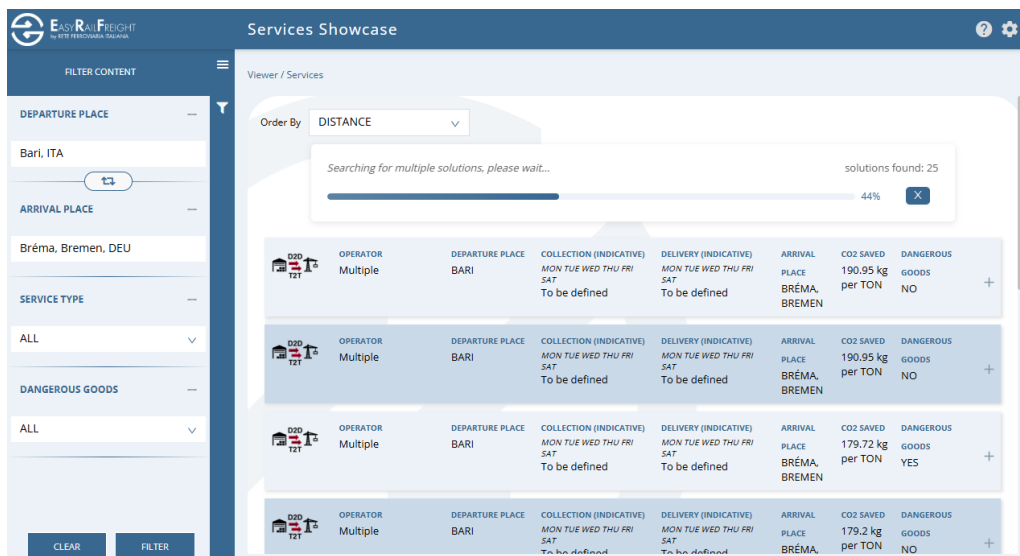 EASYRAILFREIGHT
by RETE FERROVIARIA ITALIANA
Services Showcase
FILTER CONTENT
Viewer / Services
DEPARTURE PLACE
Bari, ITA
ARRIVAL PLACE
Bréma, Bremen, DEU
SERVICE TYPE
ALL
DANGEROUS GOODS
ALL
CLEAR FILTER
Order By DISTANCE
Searching for multiple solutions, please wait... solutions found: 25
44% X
D2D
T2T
OPERATOR
Multiple
DEPARTURE PLACE
BARI
COLLECTION (INDICATIVE)
MON TUE WED THU FRI
SAT
To be defined
DELIVERY (INDICATIVE)
MON TUE WED THU FRI
SAT
To be defined
ARRIVAL
PLACE
BRÉMA,
BREMEN
CO2 SAVED
190.95 kg
per TON
DANGEROUS
GOODS
NO
D2D
T2T
OPERATOR
Multiple
DEPARTURE PLACE
BARI
COLLECTION (INDICATIVE)
MON TUE WED THU FRI
SAT
To be defined
DELIVERY (INDICATIVE)
MON TUE WED THU FRI
SAT
To be defined
ARRIVAL
PLACE
BRÉMA,
BREMEN
CO2 SAVED
190.95 kg
per TON
DANGEROUS
GOODS
NO
D2D
T2T
OPERATOR
Multiple
DEPARTURE PLACE
BARI
COLLECTION (INDICATIVE)
MON TUE WED THU FRI
SAT
To be defined
DELIVERY (INDICATIVE)
MON TUE WED THU FRI
SAT
To be defined
ARRIVAL
PLACE
BRÉMA,
BREMEN
CO2 SAVED
179.72 kg
per TON
DANGEROUS
GOODS
YES
D2D
T2T
OPERATOR
Multiple
DEPARTURE PLACE
BARI
COLLECTION (INDICATIVE)
MON TUE WED THU FRI
SAT
To be defined
DELIVERY (INDICATIVE)
MON TUE WED THU FRI
SAT
To be defined
ARRIVAL
PLACE
BRÉMA,
CO2 SAVED
179.2 kg
per TON
DANGEROUS
GOODS
NO